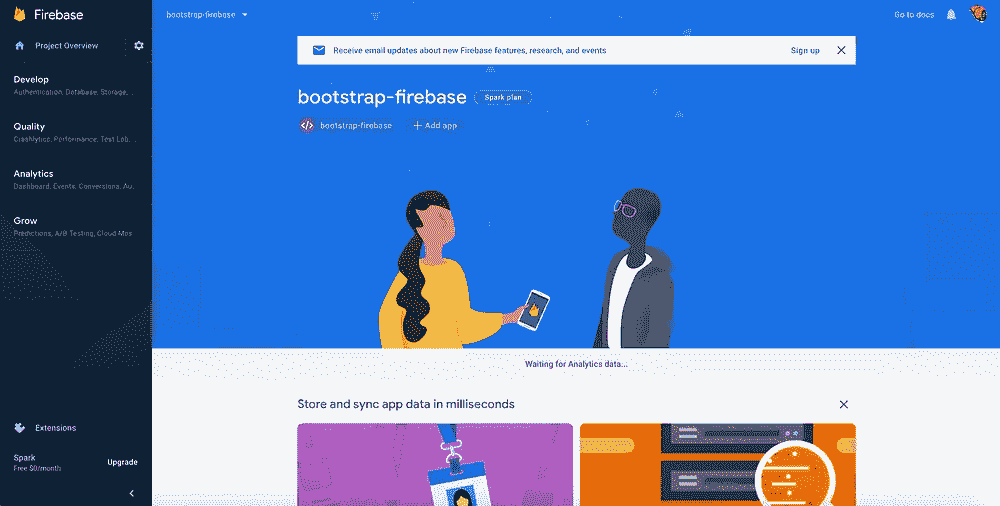 Firebase
bootstrap-firebase
Go to docs
Project Overview
Receive email updates about new Firebase features, research, and events
Sign up
Develop
Authentication, Database, Storage, ...
bootstrap-firebase
Spark plan
Quality
Crashlytics, Performance, Test Lab, ...
</> bootstrap-firebase
+ Add app
Analytics
Dashboard, Events, Conversions, Au...
Grow
Predictions, A/B Testing, Cloud Mes...
Waiting for Analytics data...
Store and sync app data in milliseconds
Extensions
Spark
Free $0/month
Upgrade